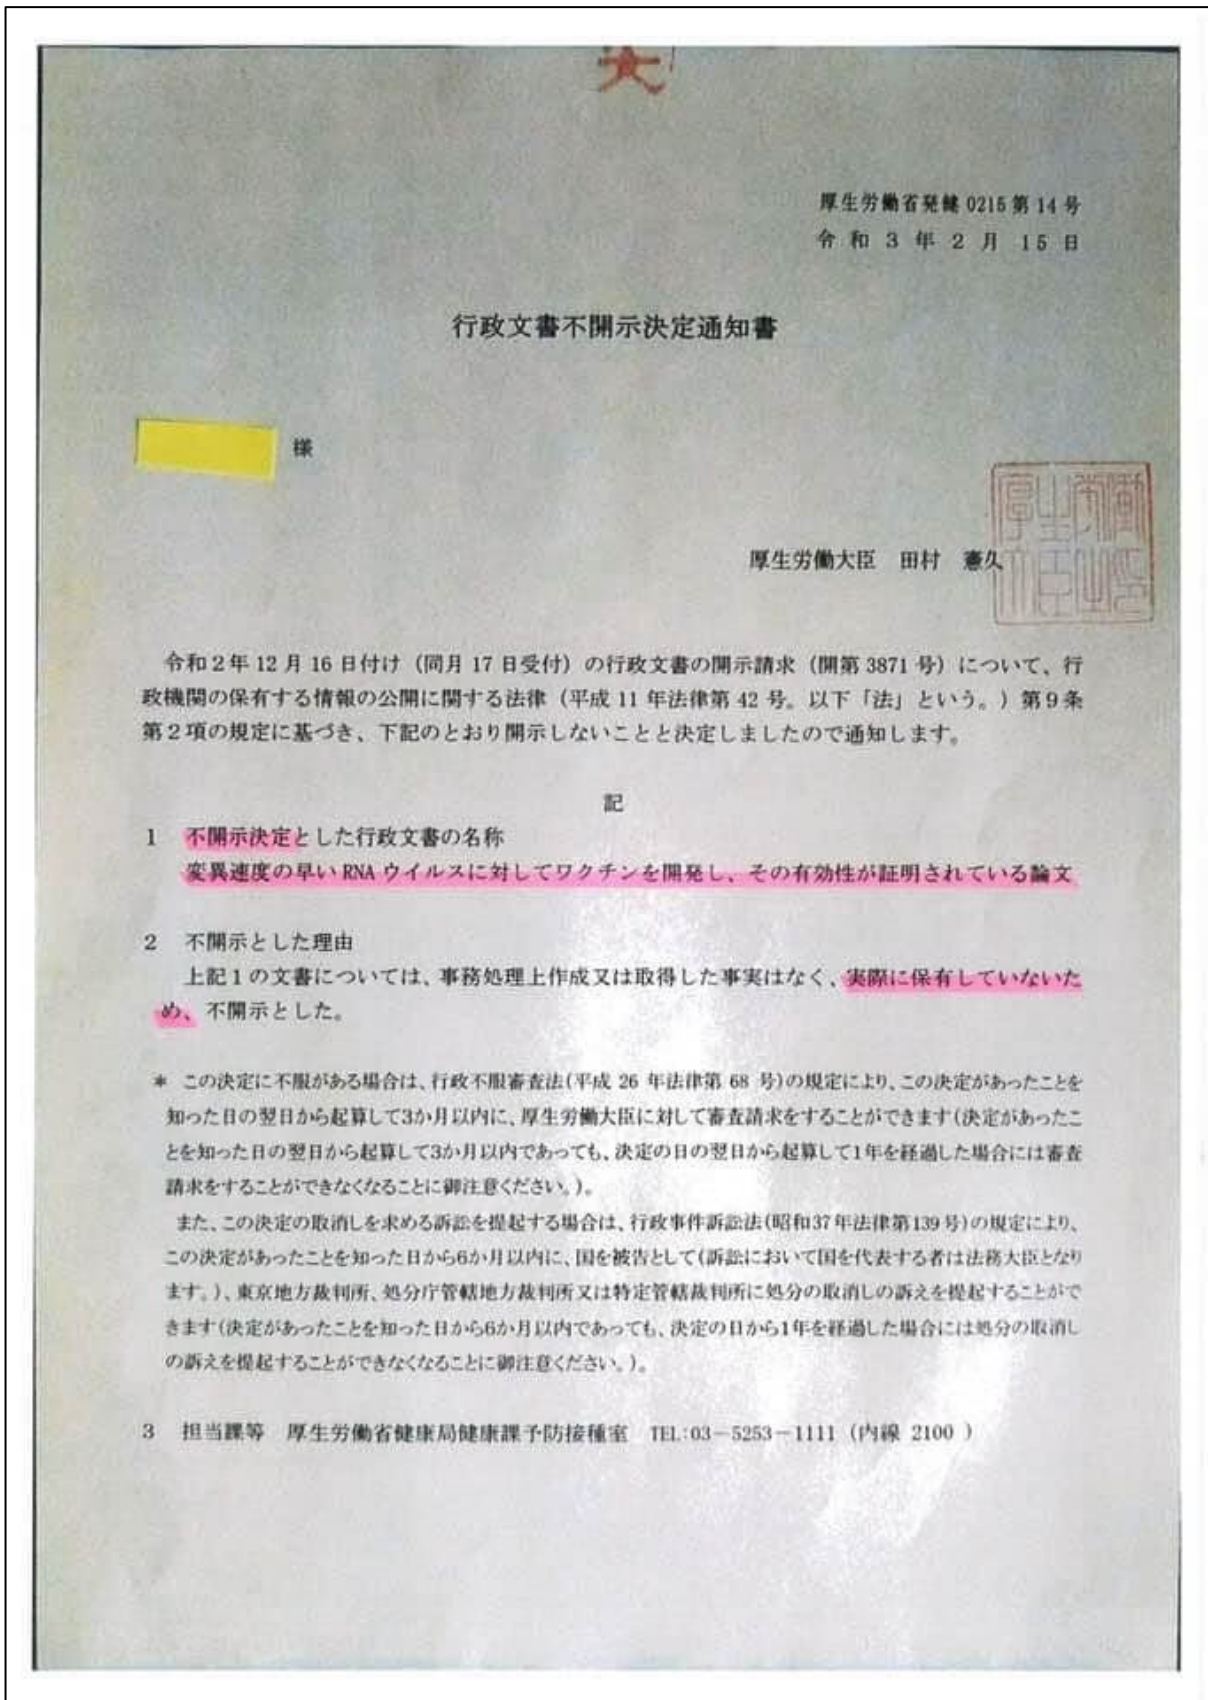 厚生労働省発健 0215 第 14 号
令和3年2月15日
行政文書不開示決定通知書
様
厚生労働大臣 田村 憲久
令和2年12月16日付け（同月17日受付）の行政文書の開示請求（開第3871号）について、行
政機関の保有する情報の公開に関する法律（平成11年法律第42号。以下「法」という。）第9条
第2項の規定に基づき、下記のとおり開示しないことと決定しましたので通知します。
記
1 不開示決定とした行政文書の名称
変異速度の早いRNAウイルスに対してワクチンを開発し、その有効性が証明されている論文
2 不開示とした理由
上記1の文書については、事務処理上作成又は取得した事実はなく、実際に保有していないた
め、不開示とした。
* この決定に不服がある場合は、行政不服審査法(平成 26 年法律第 68 号)の規定により、この決定があったことを
知った日の翌日から起算して3か月以内に、厚生労働大臣に対して審査請求をすることができます(決定があったこ
とを知った日の翌日から起算して3か月以内であっても、決定の日の翌日から起算して1年を経過した場合には審査
請求をすることができなくなることに御注意ください。)。
また、この決定の取消しを求める訴訟を提起する場合は、行政事件訴訟法(昭和37年法律第139号)の規定により、
この決定があったことを知った日から6か月以内に、国を被告として(訴訟において国を代表する者は法務大臣となり
ます。)、東京地方裁判所、処分庁管轄地方裁判所又は特定管轄裁判所に処分の取消しの訴えを提起することがで
きます(決定があったことを知った日から6か月以内であっても、決定の日から1年を経過した場合には処分の取消し
の訴えを提起することができなくなることに御注意ください。)。
3 担当課等 厚生労働省健康局健康課予防接種室 TEL:03－5253－1111（内線 2100 ）